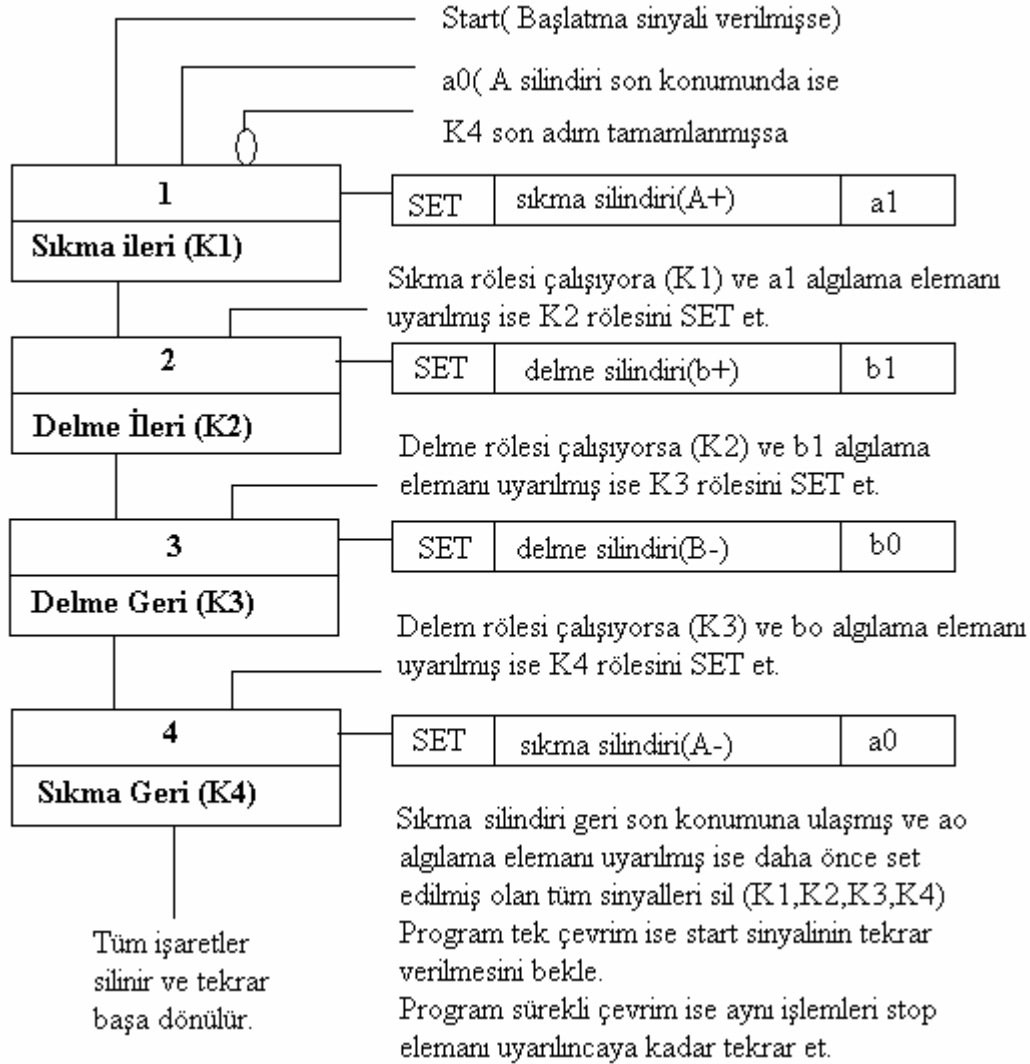 Start( Başlatma sinyali verilmişse)
a0( A silindiri son konumunda ise
K4 son adım tamamlanmışsa
1
Sıkma ileri (K1)
SET sıkma silindiri(A+) a1
Sıkma rölesi çalışıyora (K1) ve a1 algılama elemanı
uyarılmış ise K2 rölesini SET et.
2
Delme İleri (K2)
SET delme silindiri(b+) b1
Delme rölesi çalışıyorsa (K2) ve b1 algılama
elemanı uyarılmış ise K3 rölesini SET et.
3
Delme Geri (K3)
SET delme silindiri(B-) b0
Delem rölesi çalışıyorsa (K3) ve bo algılama elemanı
uyarılmış ise K4 rölesini SET et.
4
Sıkma Geri (K4)
SET sıkma silindiri(A-) a0
Sıkma silindiri geri son konumuna ulaşmış ve ao
algılama elemanı uyarılmış ise daha önce set
edilmiş olan tüm sinyalleri sil (K1,K2,K3,K4)
Program tek çevrim ise start sinyalinin tekrar
verilmesini bekle.
Program sürekli çevrim ise aynı işlemleri stop
elemanı uyarılıncaya kadar tekrar et.
Tüm işaretler
silinir ve tekrar
başa dönülür.